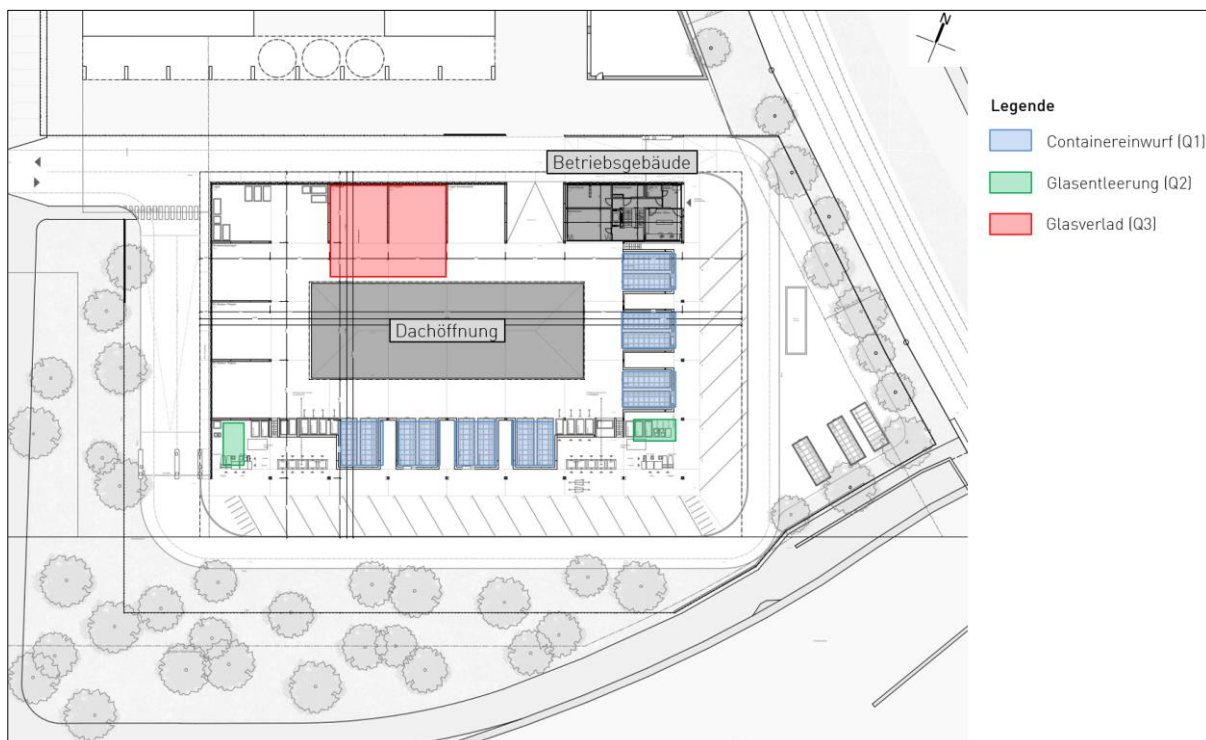 N
Legende
Containereinwurf (Q1)
Glasentleerung (Q2)
Glasverlad (Q3)
Betriebsgebäude
Dachöffnung